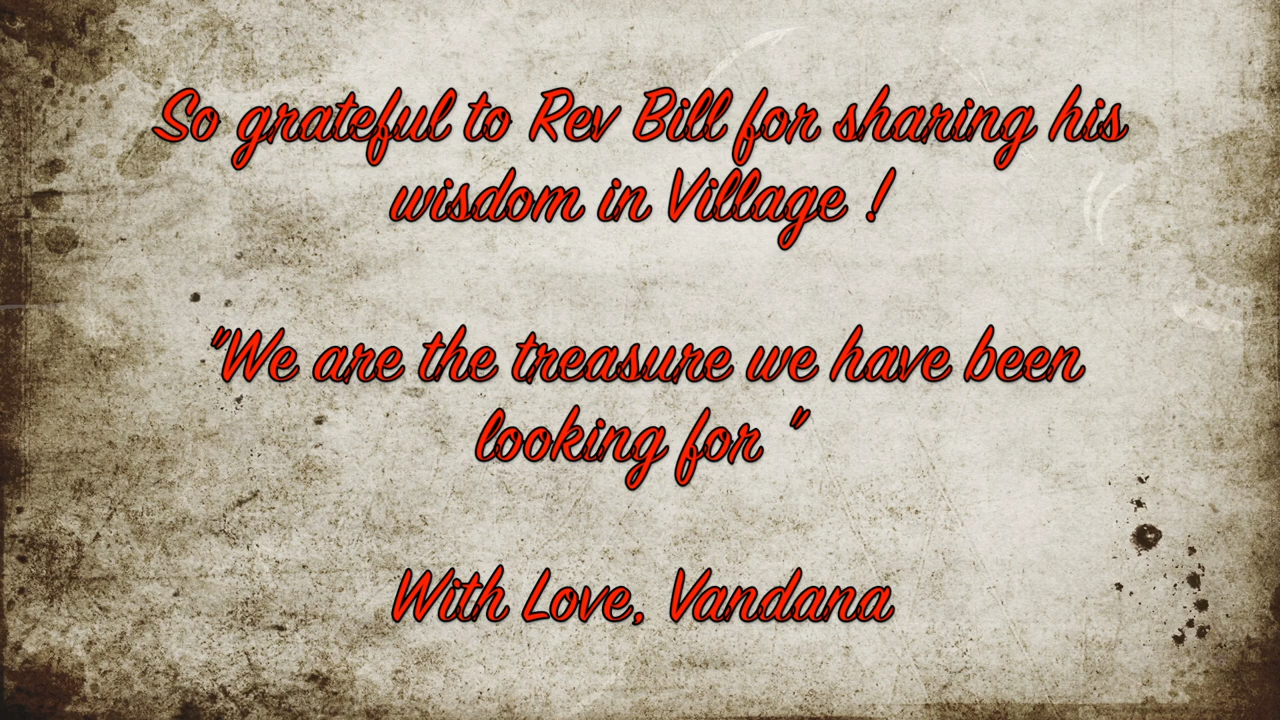 So grateful to Rev Bill for sharing his
wisdom in Village !
"We are the treasure we have been
looking for "
With Love, Vandana